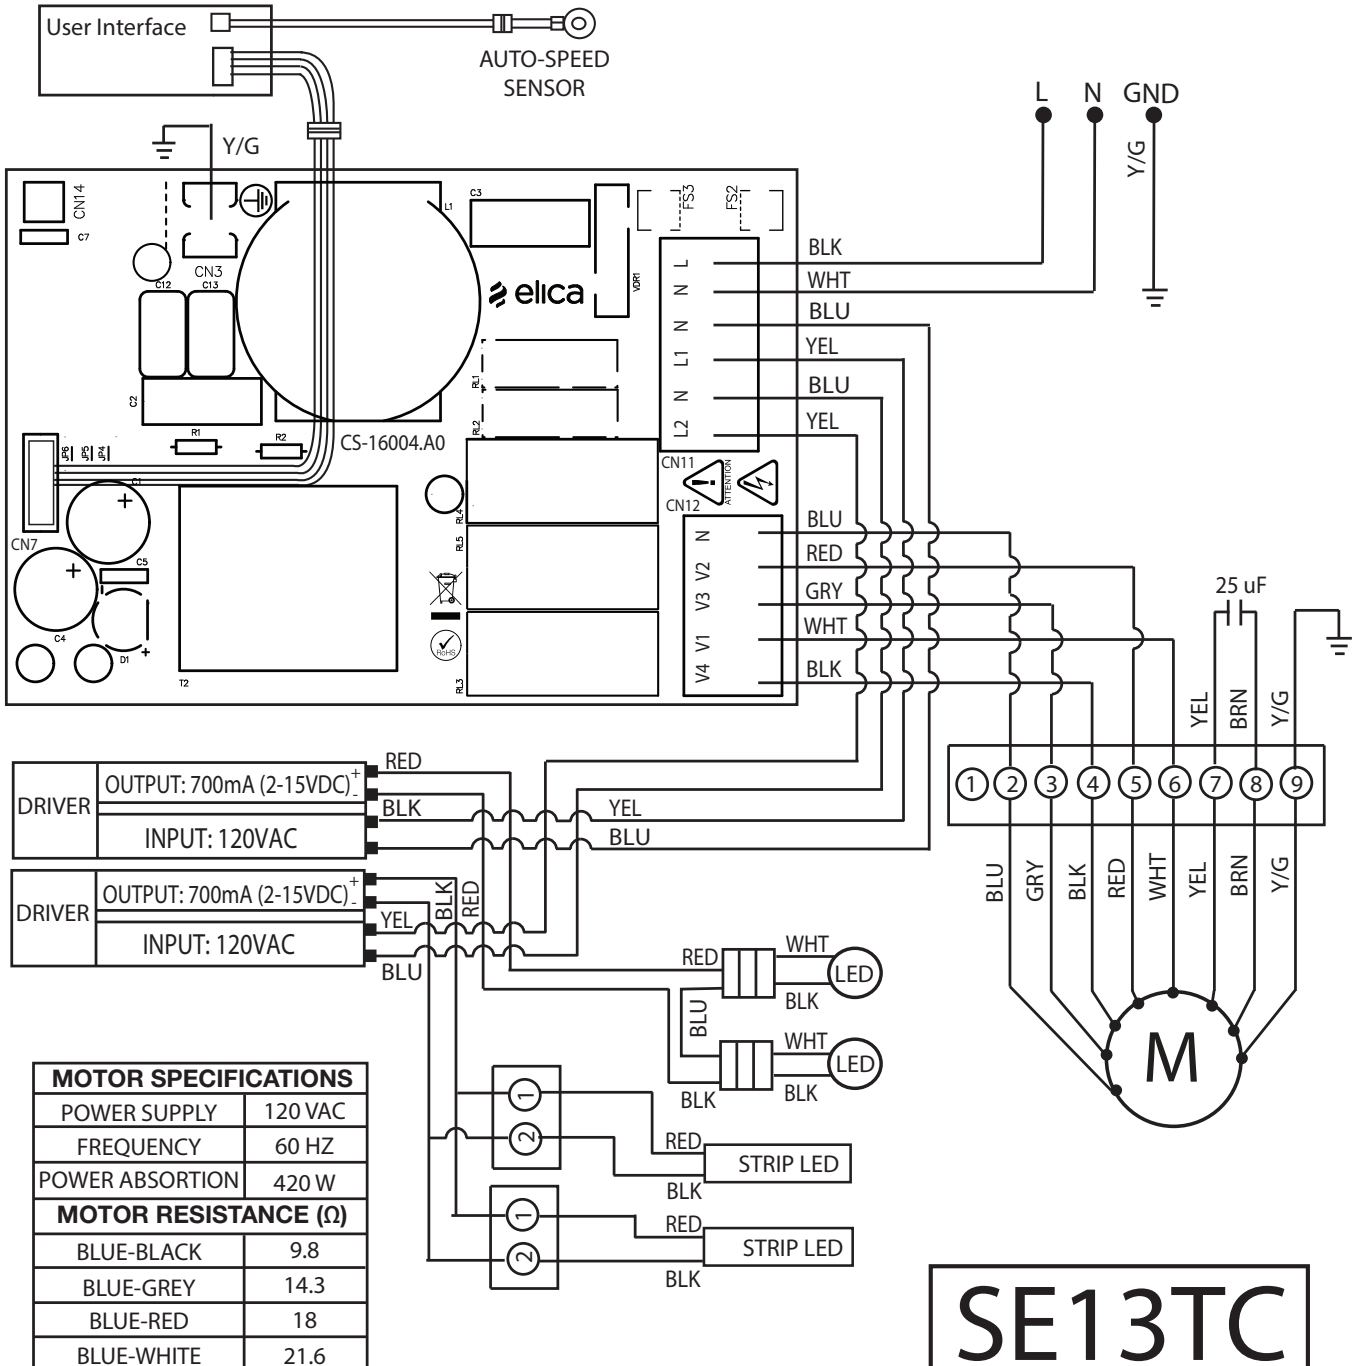 User Interface
AUTO-SPEED
SENSOR
L N GND
Y/G
Y/G
CN14
C7
CN3
C12
C13
L1
C3
VDR1
FS3
FS2
elica
C2
R1
R2
CS-16004.A0
RL1
RL2
JP6
JP5
JP4
C1
+
CN7
+
C5
C4
D1
+
T2
RL4
RL5
RL3
RoHS
L
N
N
L1
N
L2
CN11
ATTENTION
CN12
N
V2
V3
V1
V4
BLK
WHT
BLU
YEL
BLU
YEL
BLU
RED
GRY
WHT
BLK
25 uF
YEL
BRN
Y/G
1 2 3 4 5 6 7 8 9
BLU
GRY
BLK
RED
WHT
YEL
BRN
Y/G
M
DRIVER
OUTPUT: 700mA (2-15VDC)
+
-
INPUT: 120VAC
RED
BLK
YEL
BLU
DRIVER
OUTPUT: 700mA (2-15VDC)
+
-
INPUT: 120VAC
YEL
BLU
BLK
RED
RED
WHT
LED
BLK
BLU
WHT
LED
BLK
BLK
1
2
RED
STRIP LED
BLK
1
2
RED
STRIP LED
BLK
MOTOR SPECIFICATIONS
POWER SUPPLY 120 VAC
FREQUENCY 60 HZ
POWER ABSORTION 420 W
MOTOR RESISTANCE (Ω)
BLUE-BLACK 9.8
BLUE-GREY 14.3
BLUE-RED 18
BLUE-WHITE 21.6
SE13TC